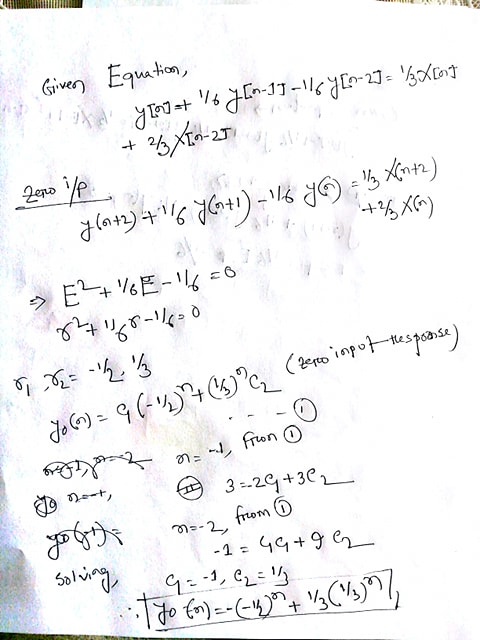 Given Equation,
y[n] + 1/6 y[n-1] - 1/6 y[n-2] = 1/3 X[n]
+ 2/3 X[n-2]
Zero i/p
y(n+2) + 1/6 y(n+1) - 1/6 y(n) = 1/3 X(n+2)
+ 2/3 X(n)
⇒ E² + 1/6 E - 1/6 = 0
r² + 1/6 r - 1/6 = 0
r1, r2 = -1/2, 1/3
y0(n) = C1 (-1/2)^n + (1/3)^n C2 (zero input response)
- - - ①
n = -1, from ①
n = -1, 3 = -2C1 + 3C2
n = -2, from ①
-1 = 4C1 + 9C2
solving, C1 = -1, C2 = 1/3
∴ y0(n) = -(-1/2)^n + 1/3 (1/3)^n